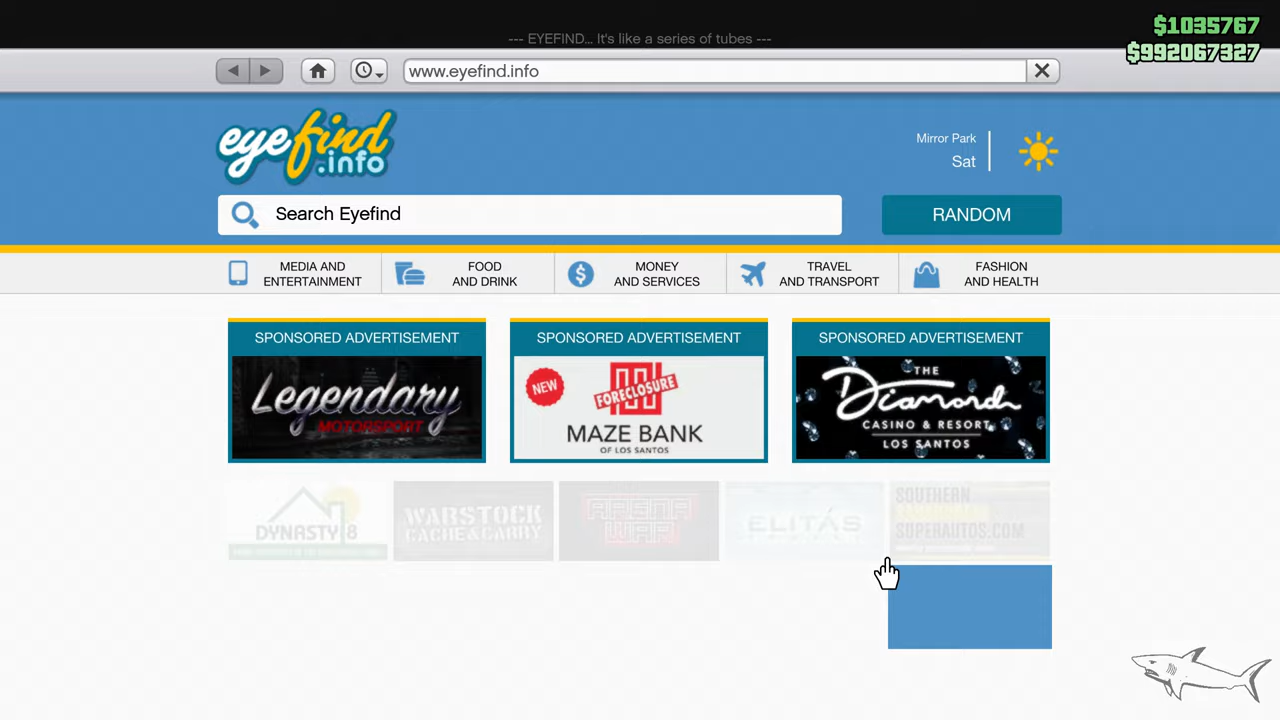 $1035767
--- EYEFIND... It's like a series of tubes ---
$992067327
www.eyefind.info
eyefind
.info
Mirror Park
Sat
Search Eyefind
RANDOM
MEDIA AND
ENTERTAINMENT
FOOD
AND DRINK
MONEY
AND SERVICES
TRAVEL
AND TRANSPORT
FASHION
AND HEALTH
SPONSORED ADVERTISEMENT
Legendary
MOTORSPORT
SPONSORED ADVERTISEMENT
NEW
FORECLOSURE
MAZE BANK
OF LOS SANTOS
SPONSORED ADVERTISEMENT
THE
Diamond
CASINO & RESORT
LOS SANTOS
DYNASTY 8
WARSTOCK
CACHE & CARRY
ARENA
WAR
ELITÁS
SOUTHERN
SUPERAUTOS.COM